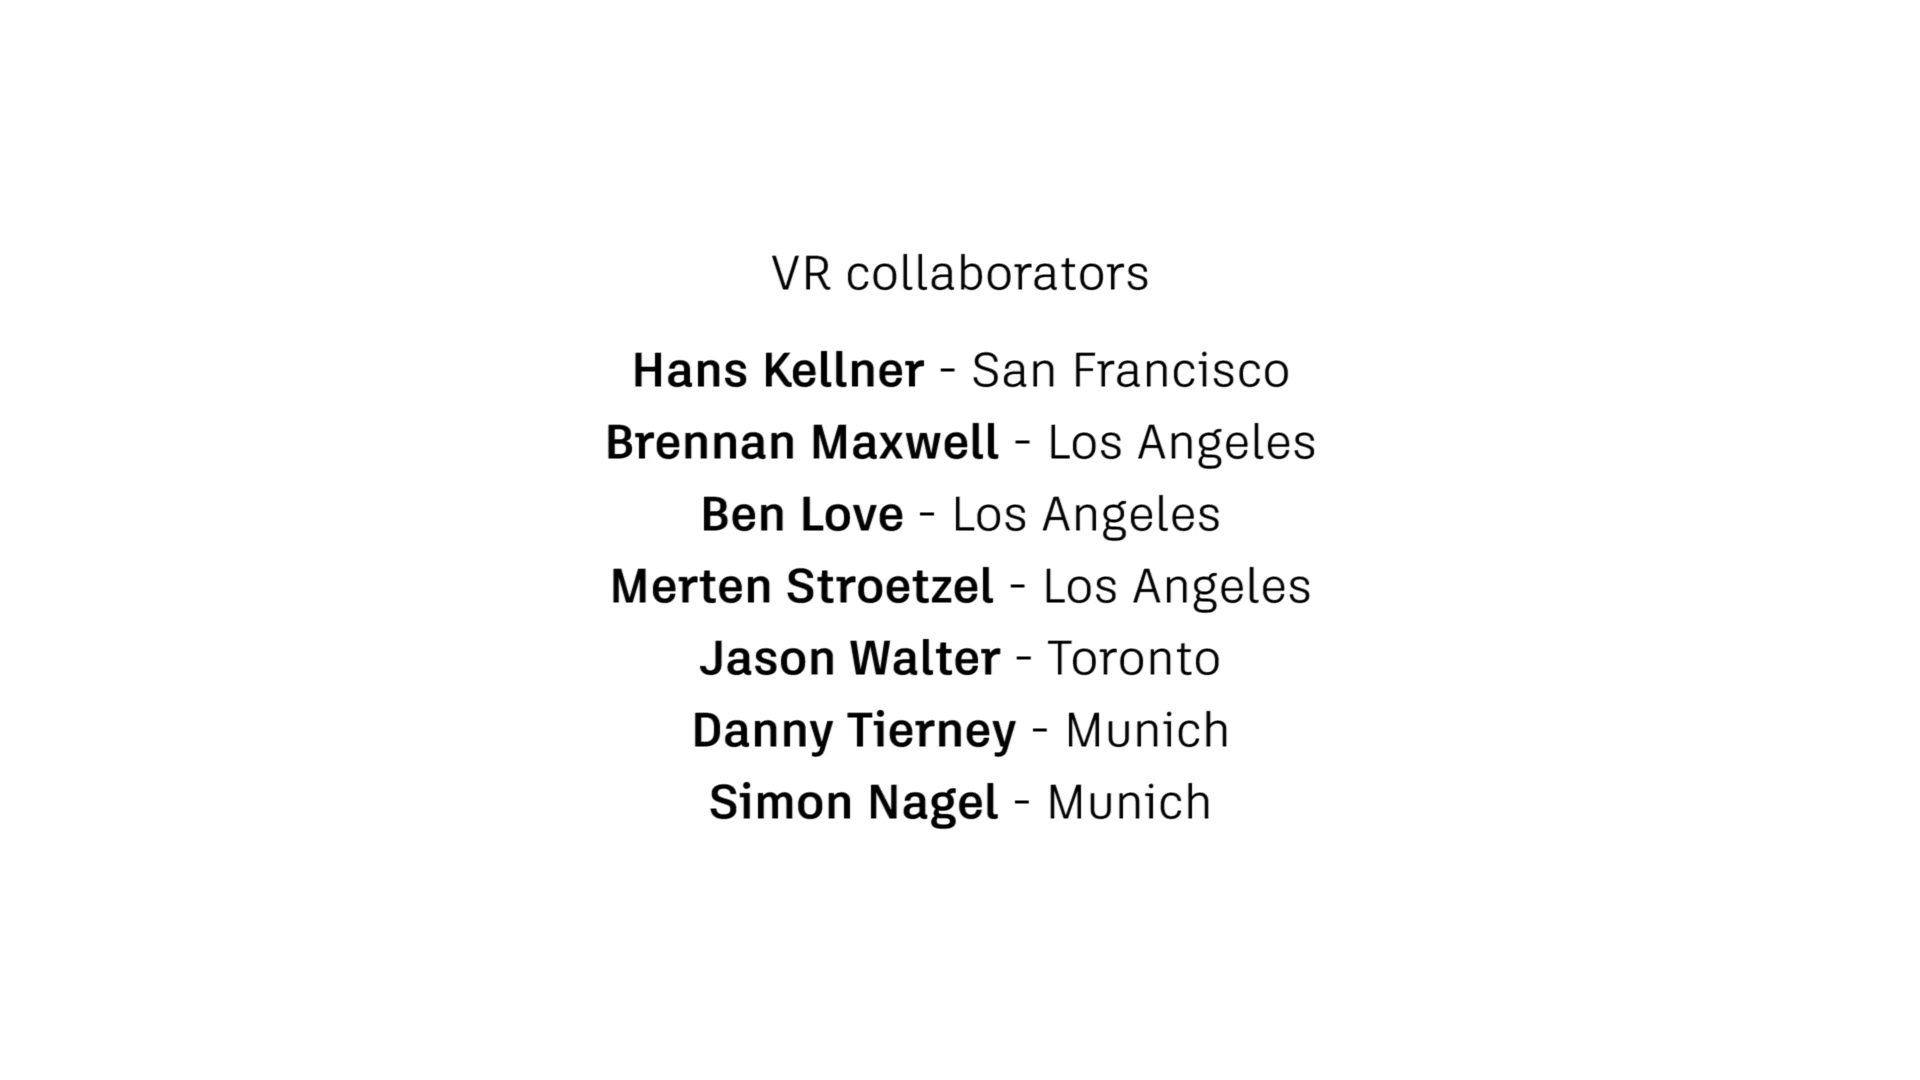 VR collaborators
Hans Kellner - San Francisco
Brennan Maxwell - Los Angeles
Ben Love - Los Angeles
Merten Stroetzel - Los Angeles
Jason Walter - Toronto
Danny Tierney - Munich
Simon Nagel - Munich